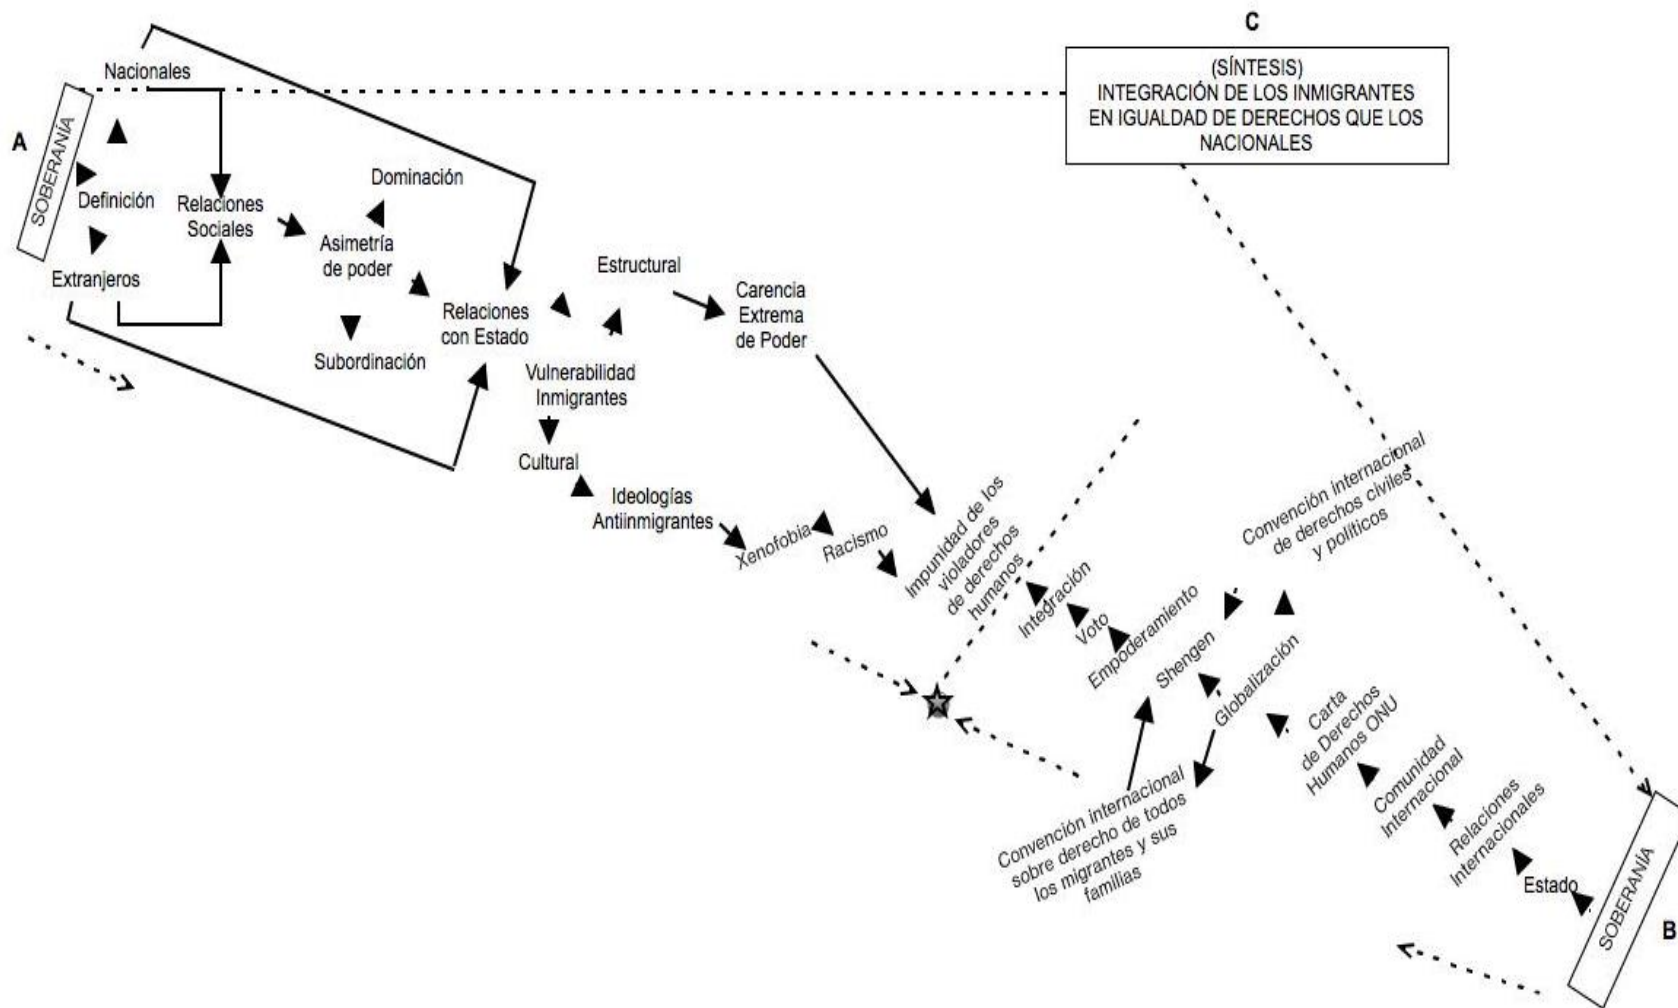 C
(SÍNTESIS)
INTEGRACIÓN DE LOS INMIGRANTES
EN IGUALDAD DE DERECHOS QUE LOS
NACIONALES
A
SOBERANÍA
Nacionales
Definición
Extranjeros
Relaciones
Sociales
Asimetría
de poder
Dominación
Subordinación
Relaciones
con Estado
Vulnerabilidad
Inmigrantes
Estructural
Carencia
Extrema
de Poder
Cultural
Ideologías
Antiinmigrantes
Xenofobia
Racismo
Impunidad de los
violadores
de derechos
humanos
Integración
Voto
Empoderamiento
Shengen
Globalización
Convención internacional
de derechos civiles
y políticos
Convención internacional
sobre derecho de todos
los migrantes y sus
familias
Carta
de Derechos
Humanos ONU
Comunidad
Internacional
Relaciones
Internacionales
Estado
SOBERANÍA
B